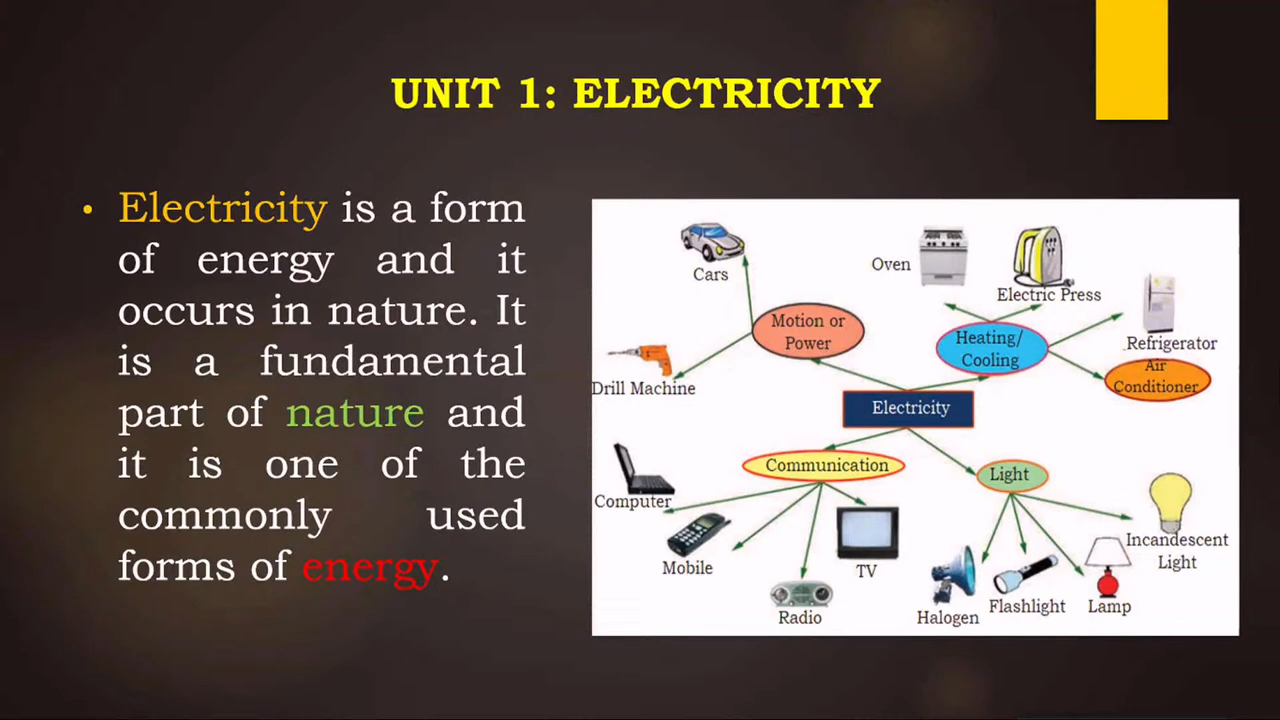 UNIT 1: ELECTRICITY
• Electricity is a form
of energy and it
occurs in nature. It
is a fundamental
part of nature and
it is one of the
commonly used
forms of energy.
Cars
Oven
Electric Press
Motion or
Power
Heating/
Cooling
Refrigerator
Air
Conditioner
Drill Machine
Electricity
Communication
Light
Computer
Mobile
TV
Radio
Halogen
Flashlight
Lamp
Incandescent
Light